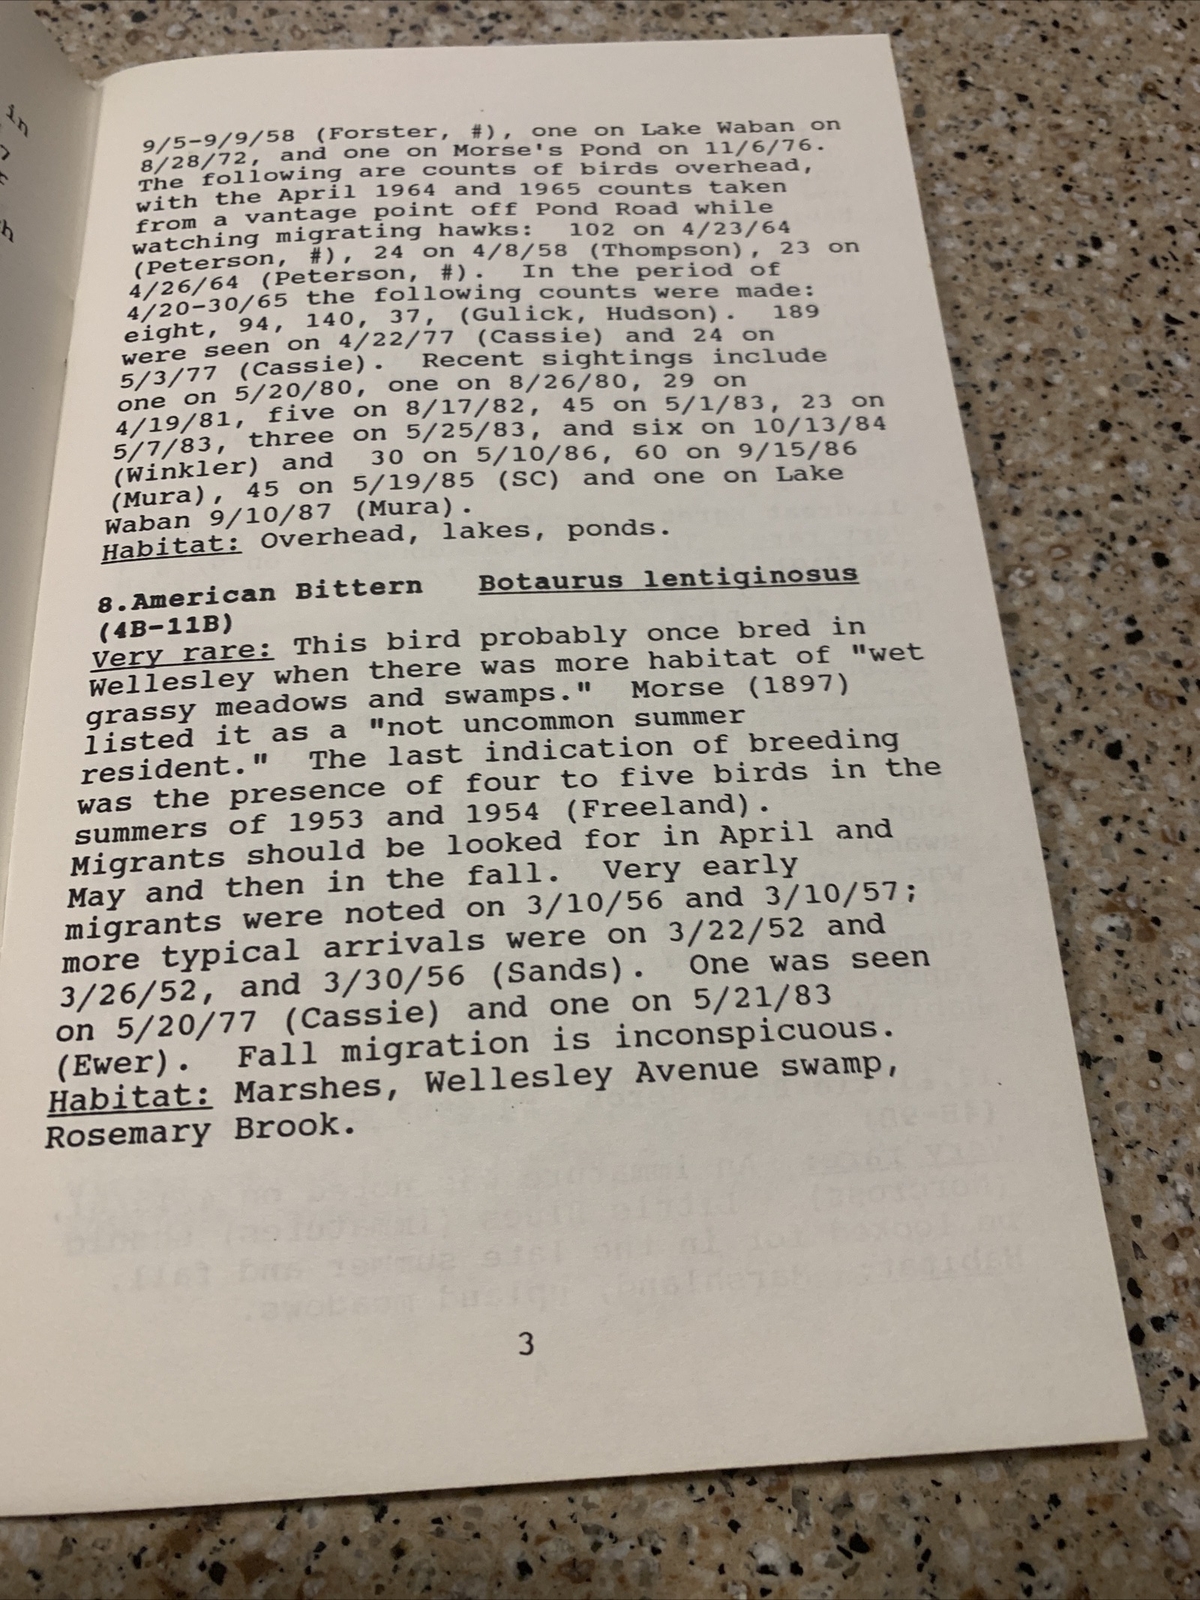 in
9/5-9/9/58 (Forster, #), one on Lake Waban on
8/28/72, and one on Morse's Pond on 11/6/76.
The following are counts of birds overhead,
with the April 1964 and 1965 counts taken
from a vantage point off Pond Road while
watching migrating hawks:  102 on 4/23/64
(Peterson, #), 24 on 4/8/58 (Thompson), 23 on
4/26/64 (Peterson, #).  In the period of
4/20-30/65 the following counts were made:
eight, 94, 140, 37, (Gulick, Hudson).  189
were seen on 4/22/77 (Cassie) and 24 on
5/3/77 (Cassie).  Recent sightings include
one on 5/20/80, one on 8/26/80, 29 on
4/19/81, five on 8/17/82, 45 on 5/1/83, 23 on
5/7/83, three on 5/25/83, and six on 10/13/84
(Winkler) and  30 on 5/10/86, 60 on 9/15/86
(Mura), 45 on 5/19/85 (SC) and one on Lake
Waban 9/10/87 (Mura).
Habitat: Overhead, lakes, ponds.
8.American Bittern   Botaurus lentiginosus
(4B-11B)
Very rare: This bird probably once bred in
Wellesley when there was more habitat of "wet
grassy meadows and swamps."  Morse (1897)
listed it as a "not uncommon summer
resident."  The last indication of breeding
was the presence of four to five birds in the
summers of 1953 and 1954 (Freeland).
Migrants should be looked for in April and
May and then in the fall.  Very early
migrants were noted on 3/10/56 and 3/10/57;
more typical arrivals were on 3/22/52 and
3/26/52, and 3/30/56 (Sands).  One was seen
on 5/20/77 (Cassie) and one on 5/21/83
(Ewer).  Fall migration is inconspicuous.
Habitat: Marshes, Wellesley Avenue swamp,
Rosemary Brook.
3